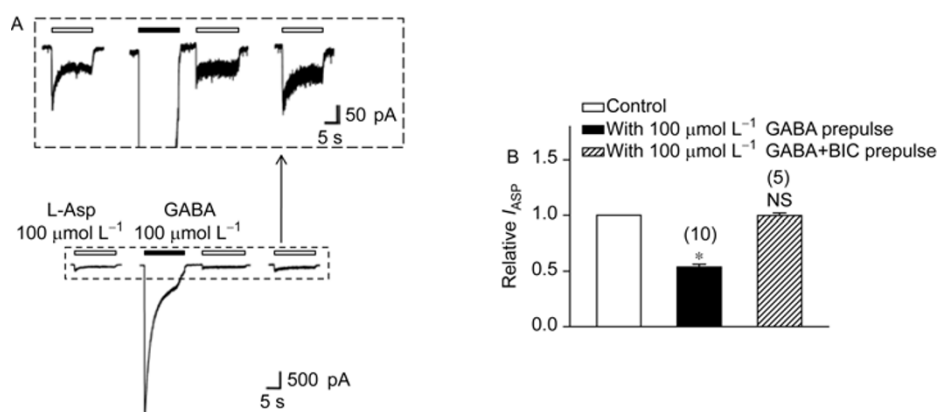 A
50 pA
5 s
L-Asp GABA
100 μmol L⁻¹ 100 μmol L⁻¹
500 pA
5 s
Control
With 100 μmol L⁻¹ GABA prepulse
With 100 μmol L⁻¹ GABA+BIC prepulse
B
1.5
1.0
0.5
0.0
Relative I_ASP
(10)
*
(5)
NS